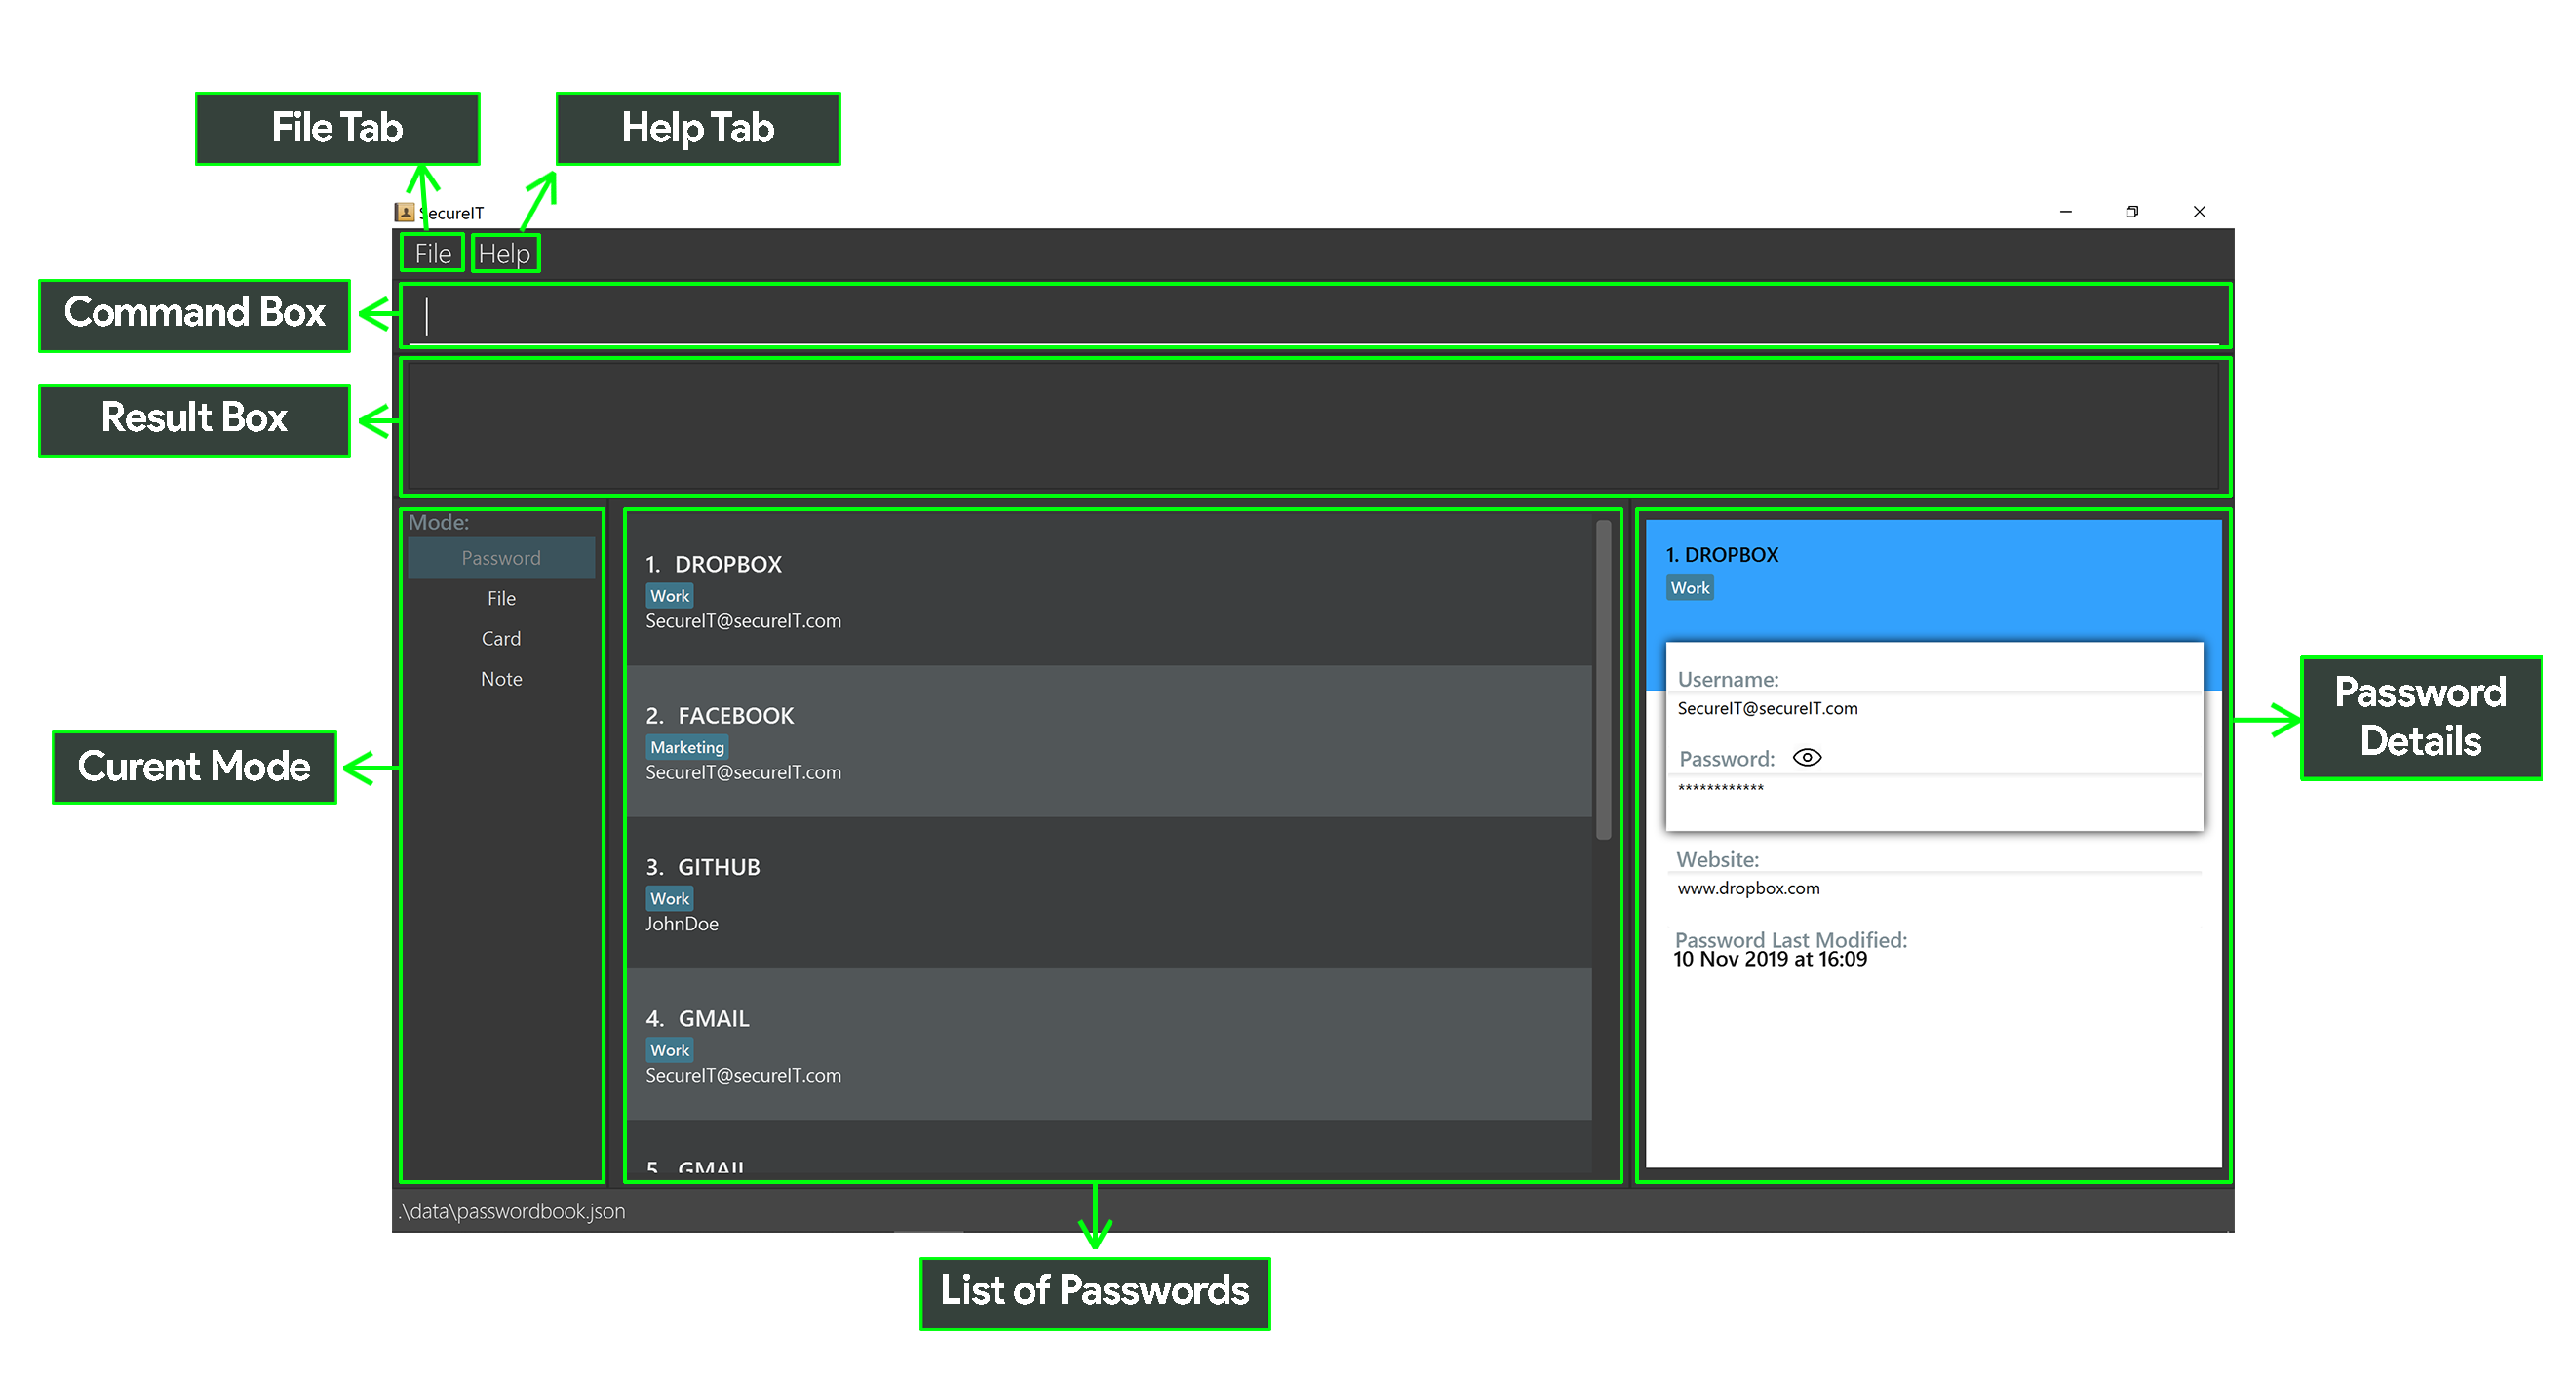 File Tab
Help Tab
SecureIT
File Help
Command Box
Result Box
Mode:
Password
File
Card
Note
Curent Mode
1. DROPBOX
Work
SecureIT@secureIT.com
2. FACEBOOK
Marketing
SecureIT@secureIT.com
3. GITHUB
Work
JohnDoe
4. GMAIL
Work
SecureIT@secureIT.com
5. GMAIL
1. DROPBOX
Work
Username:
SecureIT@secureIT.com
Password:
************
Website:
www.dropbox.com
Password Last Modified:
10 Nov 2019 at 16:09
Password
Details
.\data\passwordbook.json
List of Passwords